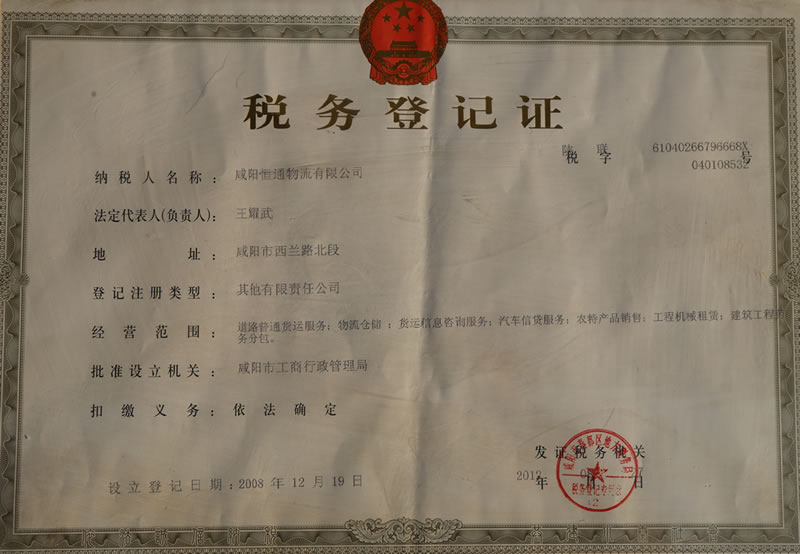 税务登记证
联 61040266796668X
税 字 号
040108532
纳税人名称：咸阳恒通物流有限公司
法定代表人(负责人)：王耀武
地 址：咸阳市西兰路北段
登记注册类型：其他有限责任公司
经营范围：道路普通货运服务；物流仓储；货运信息咨询服务；汽车信贷服务；农特产品销售；工程机械租赁；建筑工程
务分包。
批准设立机关：咸阳市工商行政管理局
扣缴义务：依法确定
发证税务机关
2012 年 月 日
税务登记专用章
设立登记日期：2008 年 12 月 19 日